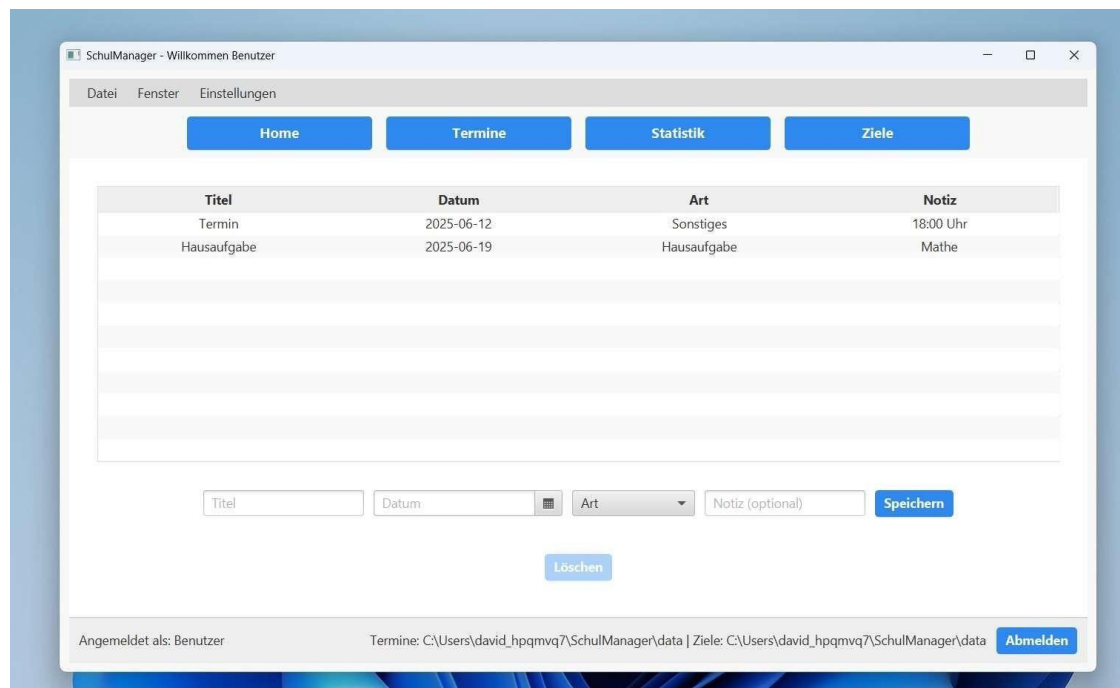 SchulManager - Willkommen Benutzer
Datei Fenster Einstellungen
Home Termine Statistik Ziele
Titel Datum Art Notiz
Termin 2025-06-12 Sonstiges 18:00 Uhr
Hausaufgabe 2025-06-19 Hausaufgabe Mathe
Titel Datum Art Notiz (optional) Speichern
Löschen
Angemeldet als: Benutzer Termine: C:\Users\david_hpqmvq7\SchulManager\data | Ziele: C:\Users\david_hpqmvq7\SchulManager\data Abmelden